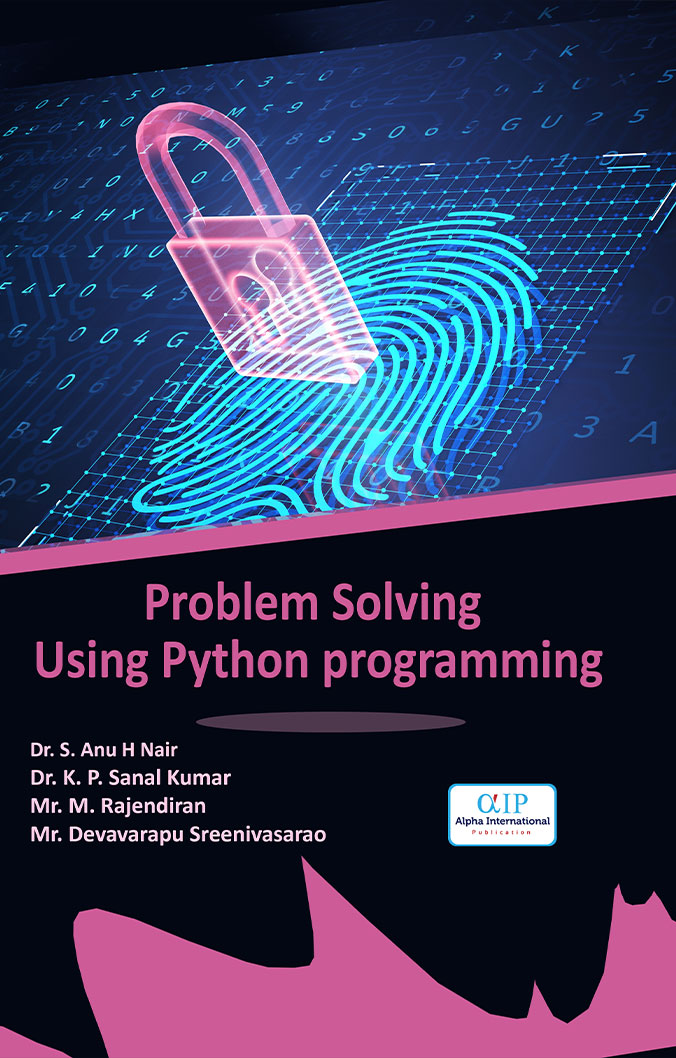 Problem Solving
Using Python programming
Dr. S. Anu H Nair
Dr. K. P. Sanal Kumar
Mr. M. Rajendiran
Mr. Devavarapu Sreenivasarao
αIP
Alpha International
Publication